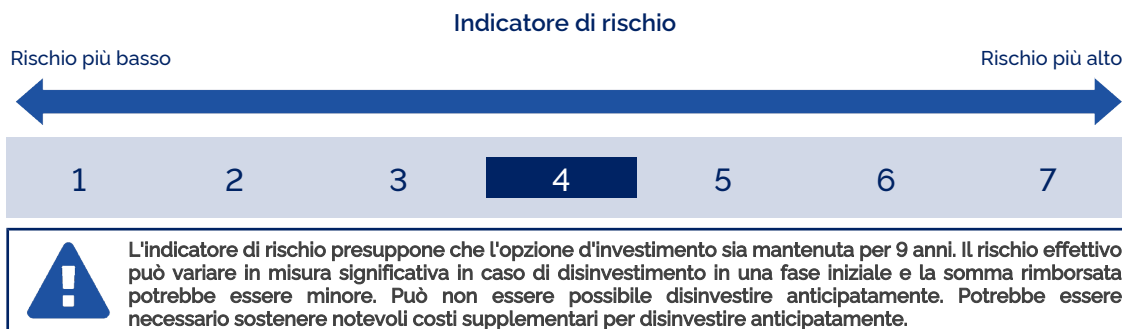 Indicatore di rischio
Rischio più basso
Rischio più alto
1 2 3 4 5 6 7
L'indicatore di rischio presuppone che l'opzione d'investimento sia mantenuta per 9 anni. Il rischio effettivo
può variare in misura significativa in caso di disinvestimento in una fase iniziale e la somma rimborsata
potrebbe essere minore. Può non essere possibile disinvestire anticipatamente. Potrebbe essere
necessario sostenere notevoli costi supplementari per disinvestire anticipatamente.